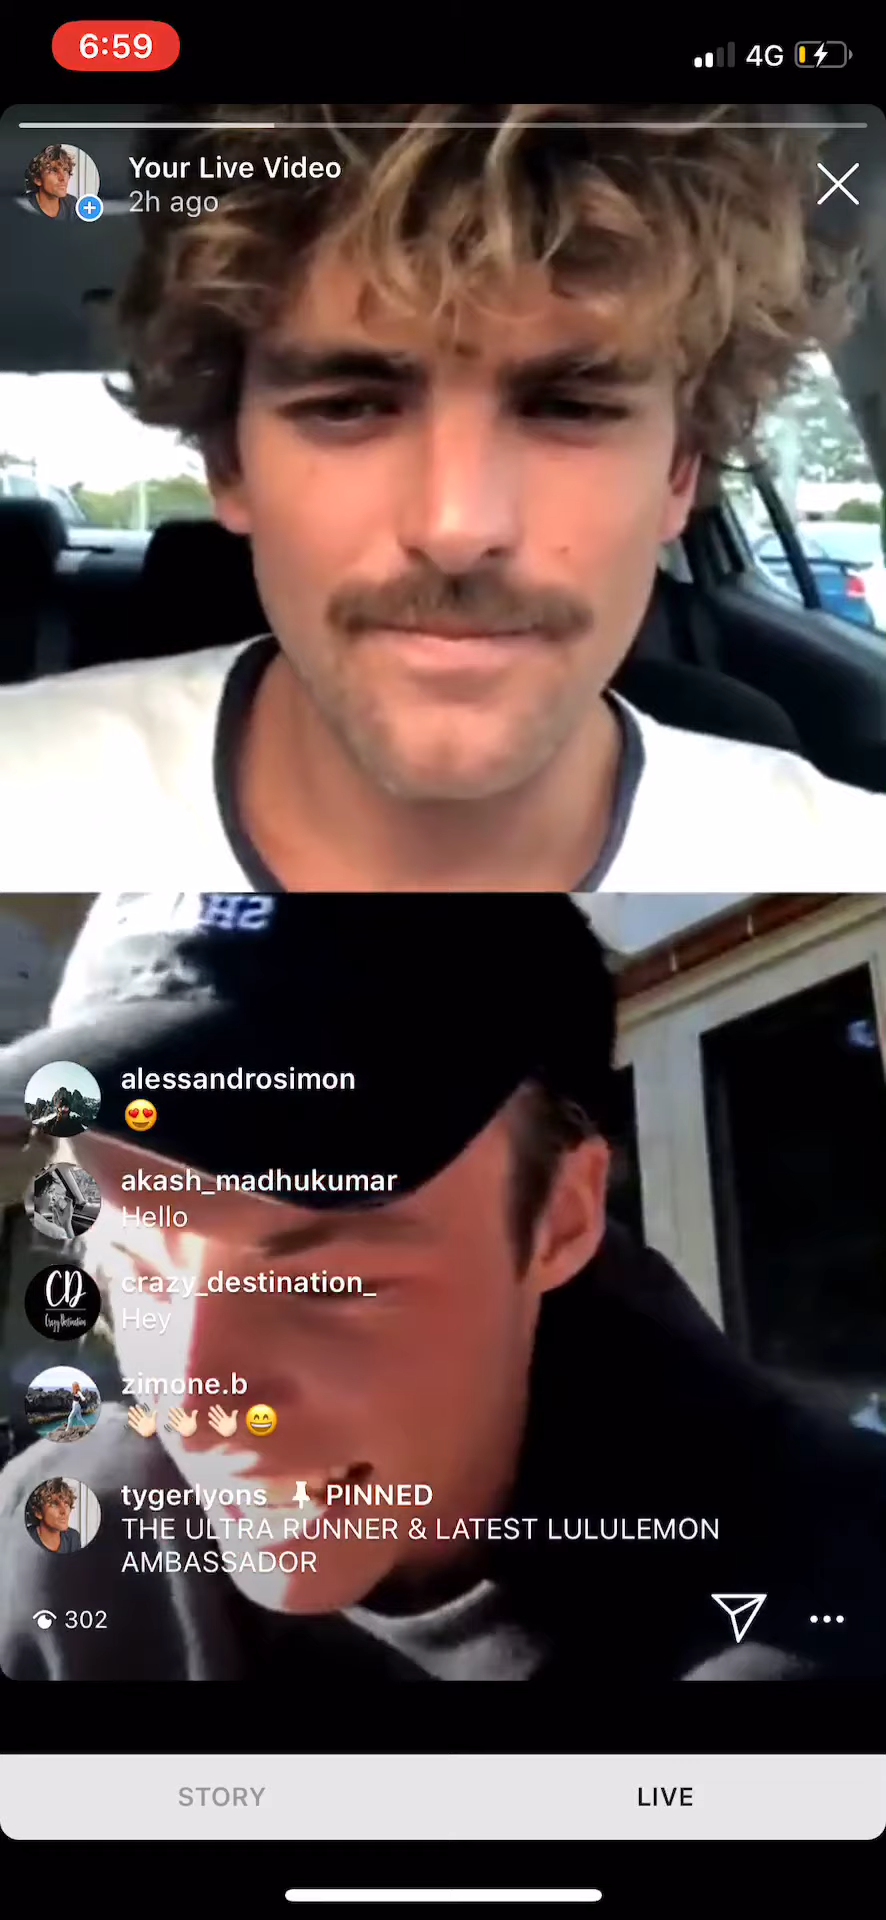 6:59
4G
Your Live Video
2h ago
alessandrosimon
😍
akash_madhukumar
Hello
CD
crazy_destination_
Hey
zimone.b
👋🏻👋🏻👋🏻😄
tygerlyons PINNED
THE ULTRA RUNNER & LATEST LULULEMON
AMBASSADOR
302
STORY
LIVE